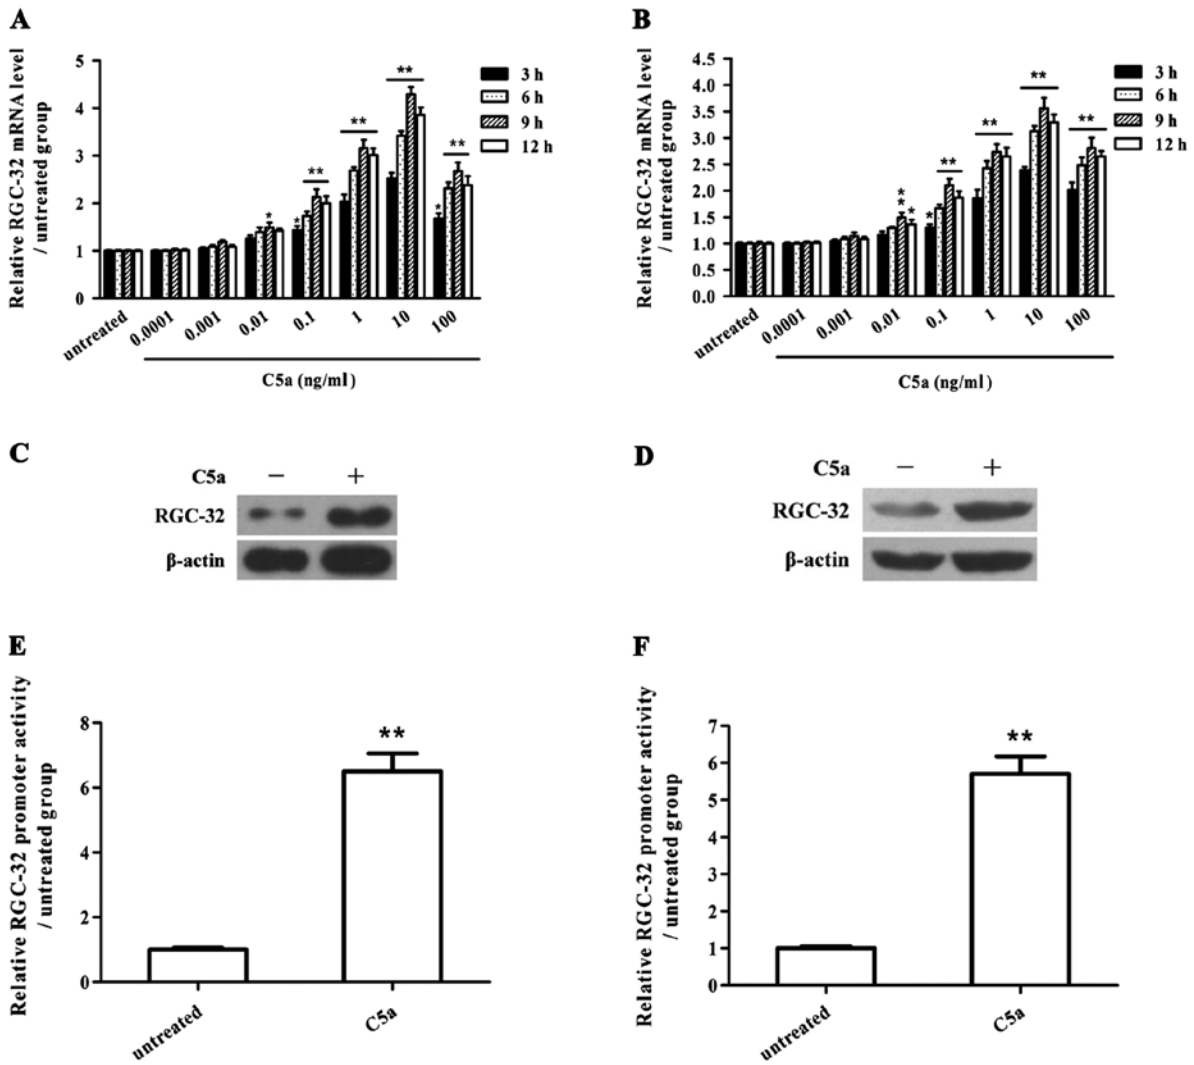 A
Relative RGC-32 mRNA level
/ untreated group
5
4
3
2
1
0
**
**
**
**
*
*
*
3 h
6 h
9 h
12 h
untreated
0.0001
0.001
0.01
0.1
1
10
100
C5a (ng/ml)
B
Relative RGC-32 mRNA level
/ untreated group
4.5
4.0
3.5
3.0
2.5
2.0
1.5
1.0
0.5
0.0
**
**
**
**
**
*
*
3 h
6 h
9 h
12 h
untreated
0.0001
0.001
0.01
0.1
1
10
100
C5a (ng/ml)
C
C5a − +
RGC-32
β-actin
D
C5a − +
RGC-32
β-actin
E
Relative RGC-32 promoter activity
/ untreated group
8
6
4
2
0
**
untreated
C5a
F
Relative RGC-32 promoter activity
/ untreated group
7
6
5
4
3
2
1
0
**
untreated
C5a